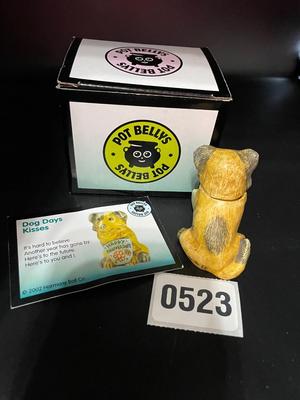 POT BELLYS
POT BELLYS
POT BELLYS
POT BELLYS
Dog Days
Kisses
It's hard to believe
Another year has gone by
Here's to the future
Here's to you and I.
© 2002 Harmony Ball Co.
HAPPY
0523